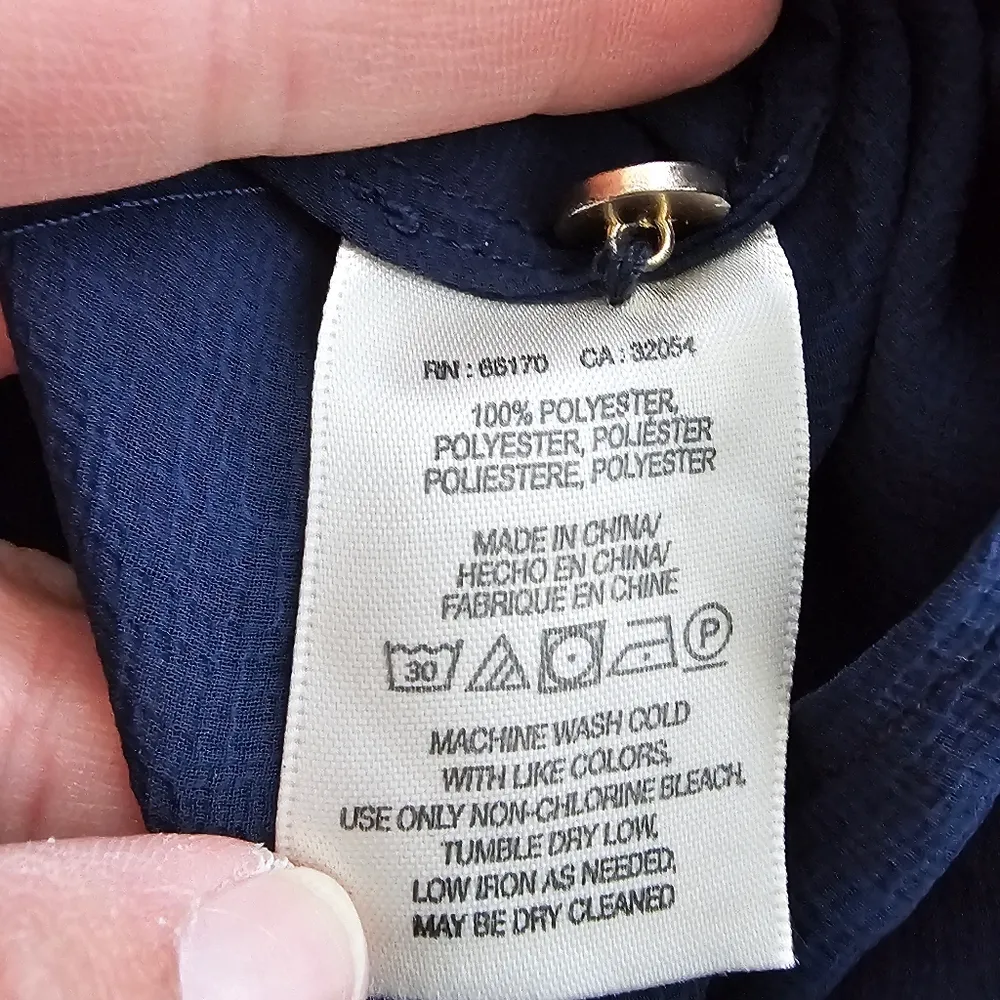 RN : 66170 CA : 32054
100% POLYESTER,
POLYESTER, POLIÉSTER
POLIESTERE, POLYESTER
MADE IN CHINA/
HECHO EN CHINA/
FABRIQUE EN CHINE
30 P
MACHINE WASH COLD
WITH LIKE COLORS,
USE ONLY NON-CHLORINE BLEACH,
TUMBLE DRY LOW,
LOW IRON AS NEEDED,
MAY BE DRY CLEANED